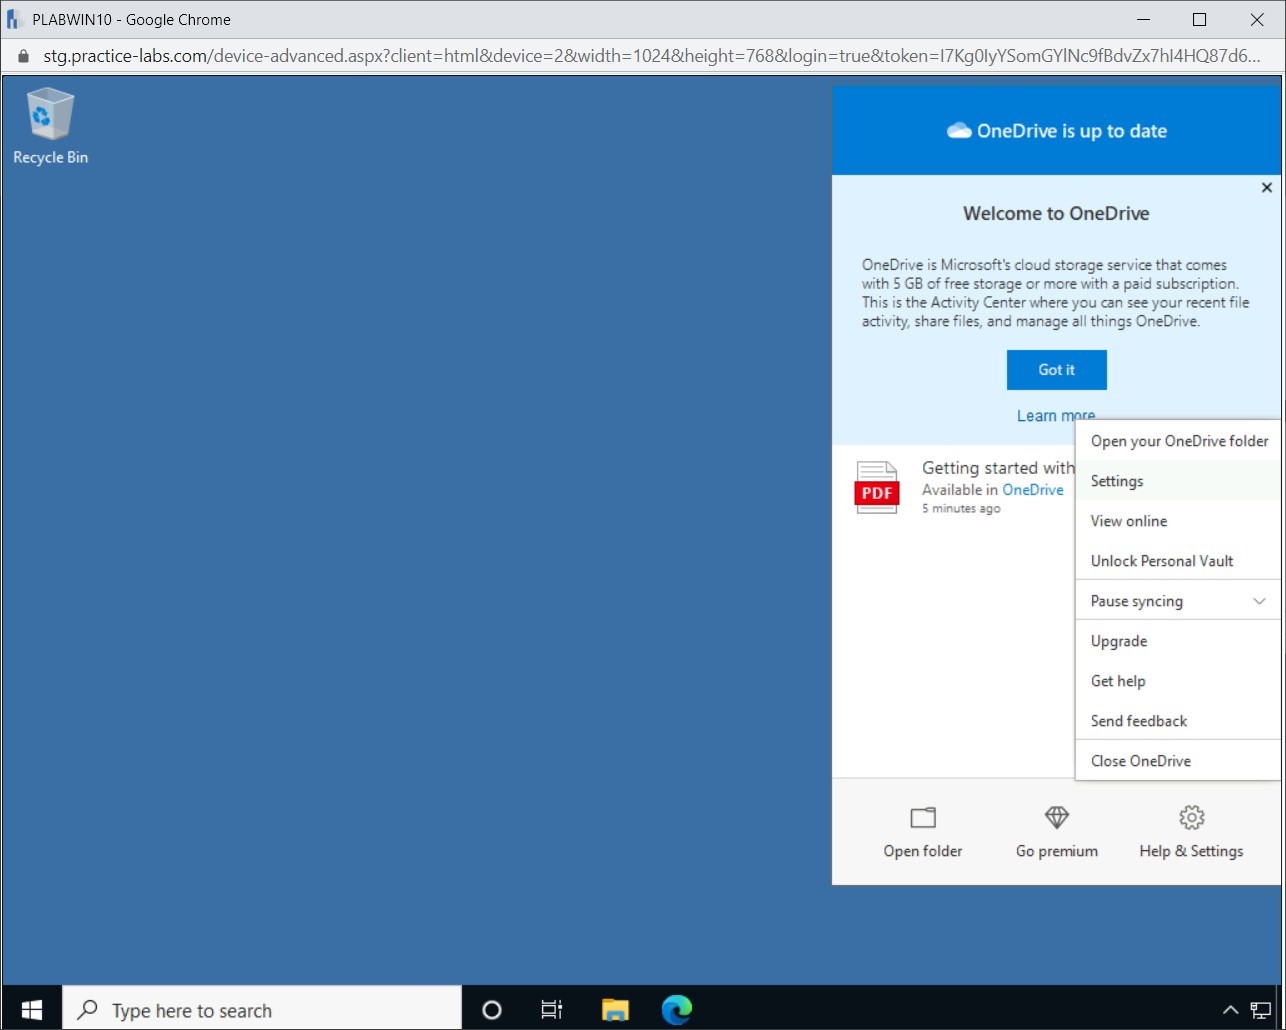 PLABWIN10 - Google Chrome
stg.practice-labs.com/device-advanced.aspx?client=html&device=2&width=1024&height=768&login=true&token=I7Kg0IyYSomGYlNc9fBdvZx7hI4HQ87d6...
Recycle Bin
OneDrive is up to date
Welcome to OneDrive
OneDrive is Microsoft's cloud storage service that comes
with 5 GB of free storage or more with a paid subscription.
This is the Activity Center where you can see your recent file
activity, share files, and manage all things OneDrive.
Got it
Learn more
PDF
Getting started with
Available in OneDrive
5 minutes ago
Open your OneDrive folder
Settings
View online
Unlock Personal Vault
Pause syncing
Upgrade
Get help
Send feedback
Close OneDrive
Open folder
Go premium
Help & Settings
Type here to search